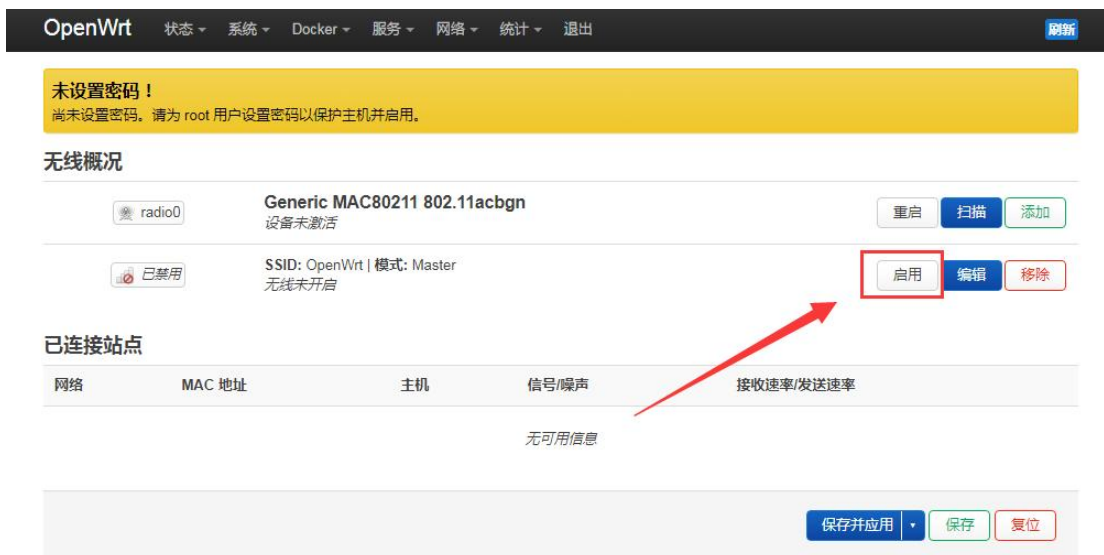 OpenWrt 状态 系统 Docker 服务 网络 统计 退出 刷新
未设置密码！
尚未设置密码。请为 root 用户设置密码以保护主机并启用。
无线概况
radio0 Generic MAC80211 802.11acbgn 重启 扫描 添加
设备未激活
已禁用 SSID: OpenWrt | 模式: Master 启用 编辑 移除
无线未开启
已连接站点
网络 MAC 地址 主机 信号/噪声 接收速率/发送速率
无可用信息
保存并应用 保存 复位